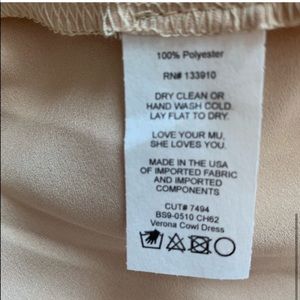 100% Polyester
RN# 133910
DRY CLEAN OR
HAND WASH COLD.
LAY FLAT TO DRY.
LOVE YOUR MU,
SHE LOVES YOU.
MADE IN THE USA
OF IMPORTED FABRIC
AND IMPORTED
COMPONENTS
CUT# 7494
BS9-0510 CH62
Verona Cowl Dress